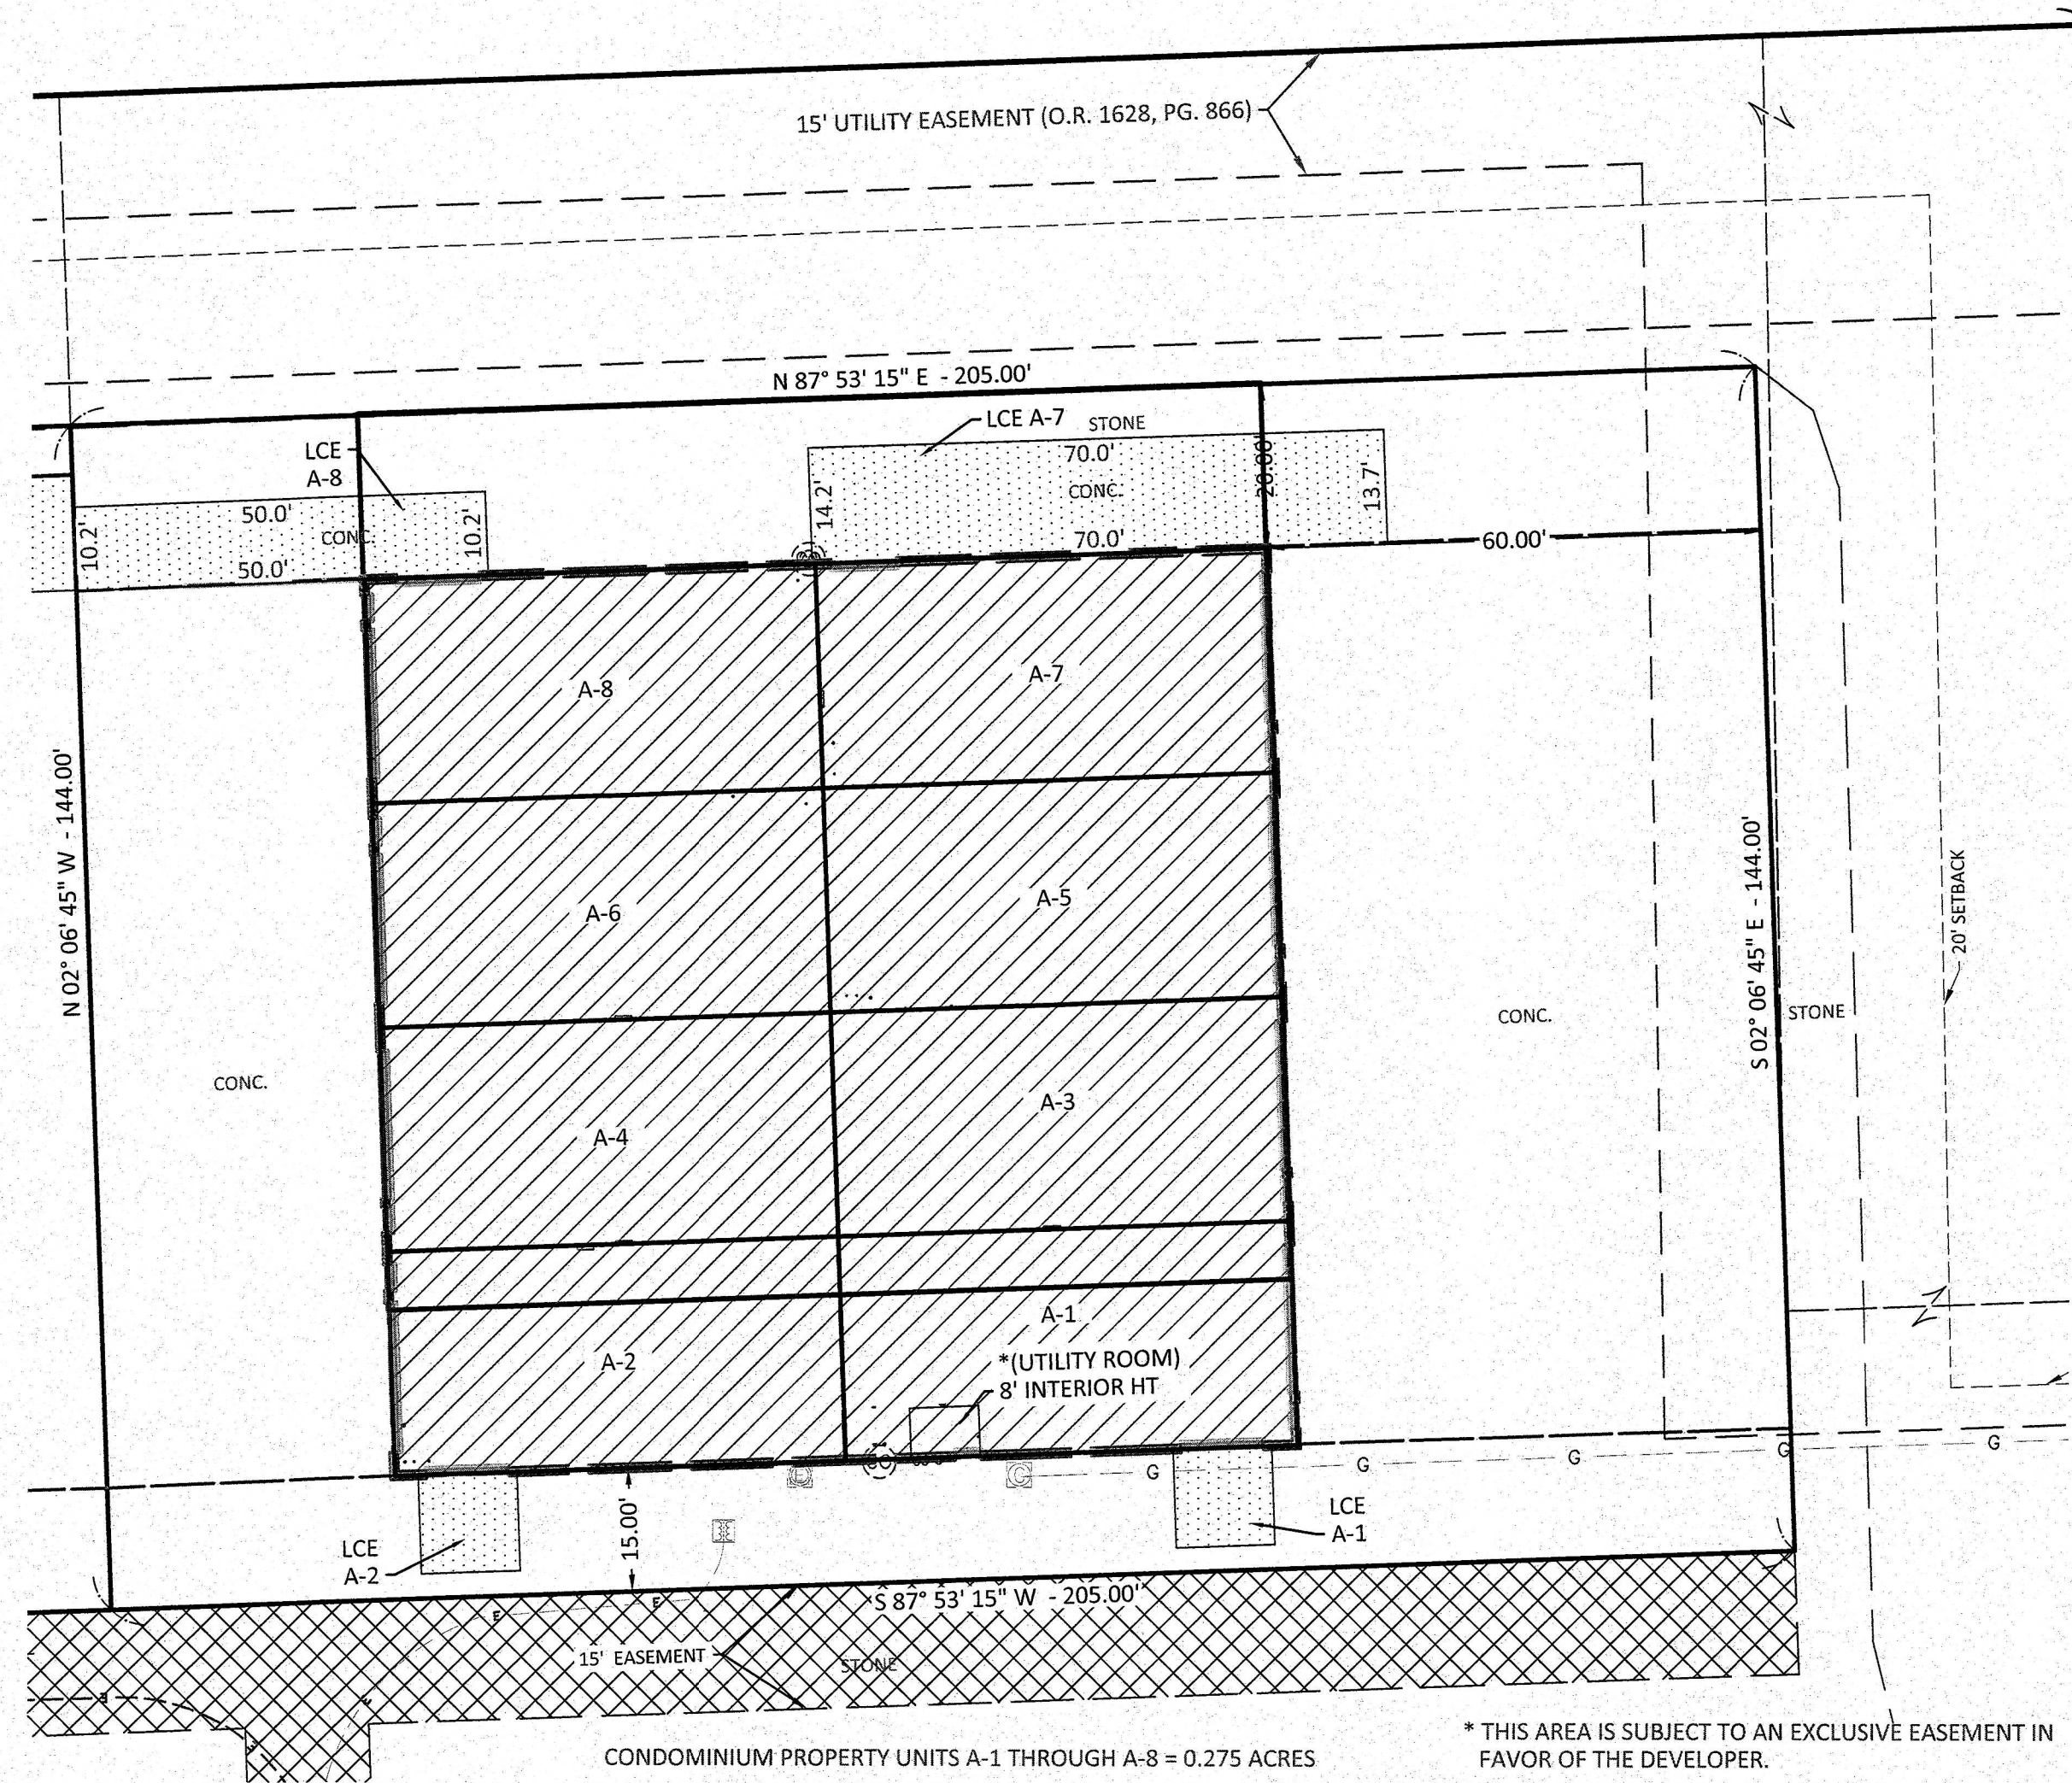 15' UTILITY EASEMENT (O.R. 1628, PG. 866)
N 87° 53' 15" E - 205.00'
LCE A-7
STONE
LCE
A-8
70.0'
20.00'
50.0'
CONC.
10.2'
10.2'
50.0'
14.2'
CONC.
13.7'
70.0'
60.00'
A-8
A-7
N 02° 06' 45" W - 144.00'
S 02° 06' 45" E - 144.00'
20' SETBACK
A-6
A-5
CONC.
STONE
CONC.
A-4
A-3
A-1
A-2
*(UTILITY ROOM)
8' INTERIOR HT
E
G
G
G
G
G
G
LCE
A-1
LCE
A-2
15.00'
S 87° 53' 15" W - 205.00'
E
E
15' EASEMENT
STONE
E
E
E
CONDOMINIUM PROPERTY UNITS A-1 THROUGH A-8 = 0.275 ACRES
* THIS AREA IS SUBJECT TO AN EXCLUSIVE EASEMENT IN
FAVOR OF THE DEVELOPER.